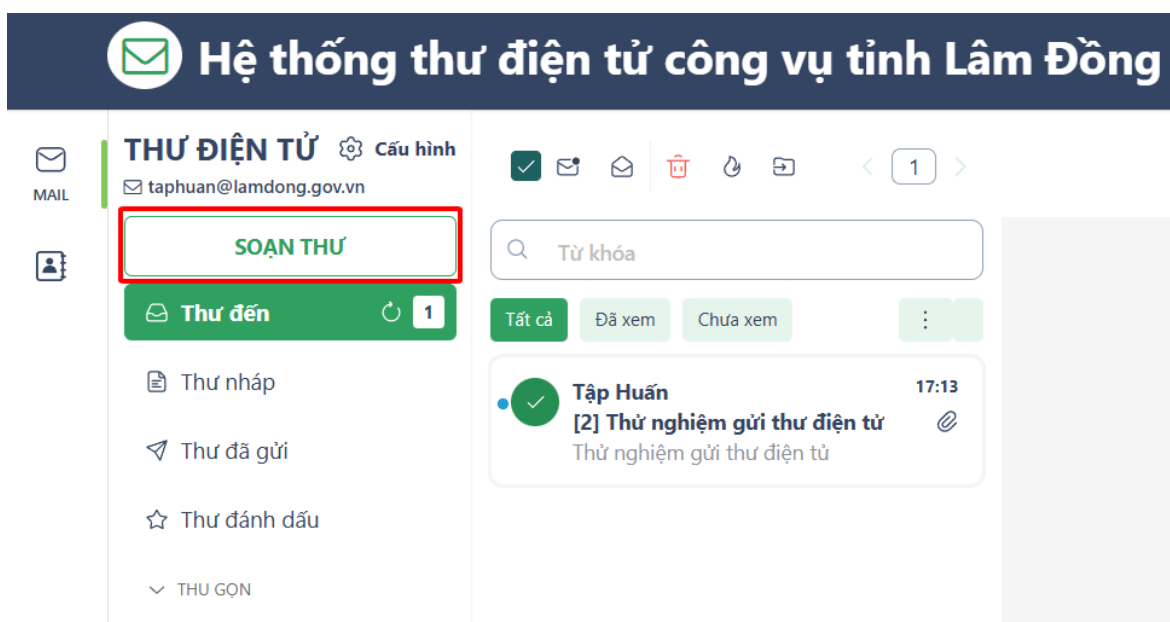 Hệ thống thư điện tử công vụ tỉnh Lâm Đồng
MAIL
THƯ ĐIỆN TỬ Cấu hình
taphuan@lamdong.gov.vn
SOẠN THƯ
Thư đến 1
Thư nháp
Thư đã gửi
Thư đánh dấu
THU GỌN
1
Từ khóa
Tất cả Đã xem Chưa xem
Tập Huấn 17:13
[2] Thử nghiệm gửi thư điện tử
Thử nghiệm gửi thư điện tủ